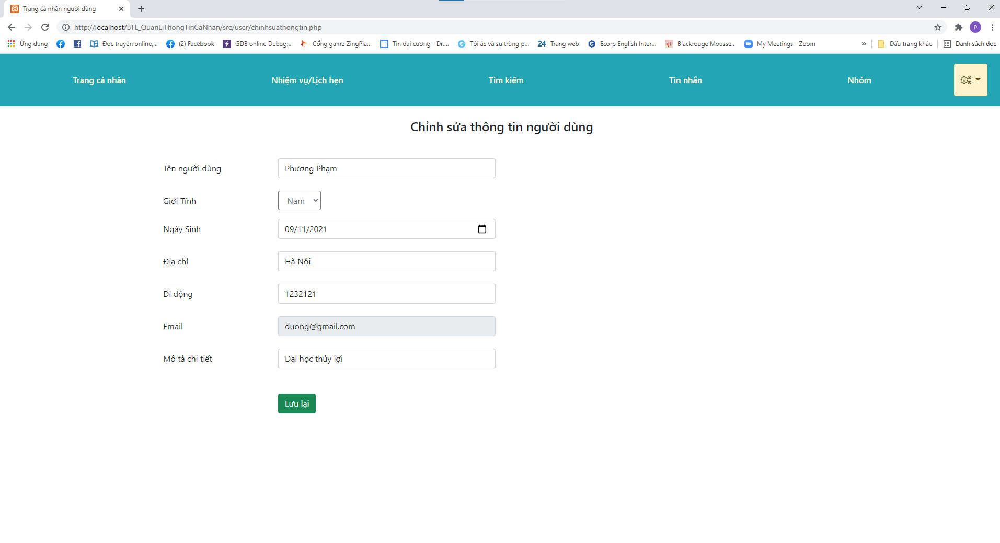 Trang cá nhân người dùng
http://localhost/BTL_QuanLiThongTinCaNhan/src/user/chinhsuathongtin.php
P
Ứng dụng Đọc truyện online,... (2) Facebook GDB online Debug... Cổng game ZingPla... Tin đại cương - Dr.... Tội ác và sự trừng p... 24 Trang web Ecorp English Inter... Blackrouge Mousse... My Meetings - Zoom » Dấu trang khác Danh sách đọc
Trang cá nhân Nhiệm vụ/Lịch hẹn Tìm kiếm Tin nhắn Nhóm
Chỉnh sửa thông tin người dùng
Tên người dùng Phương Phạm
Giới Tính Nam
Ngày Sinh 09/11/2021
Địa chỉ Hà Nội
Di động 1232121
Email duong@gmail.com
Mô tả chi tiết Đại học thủy lợi
Lưu lại